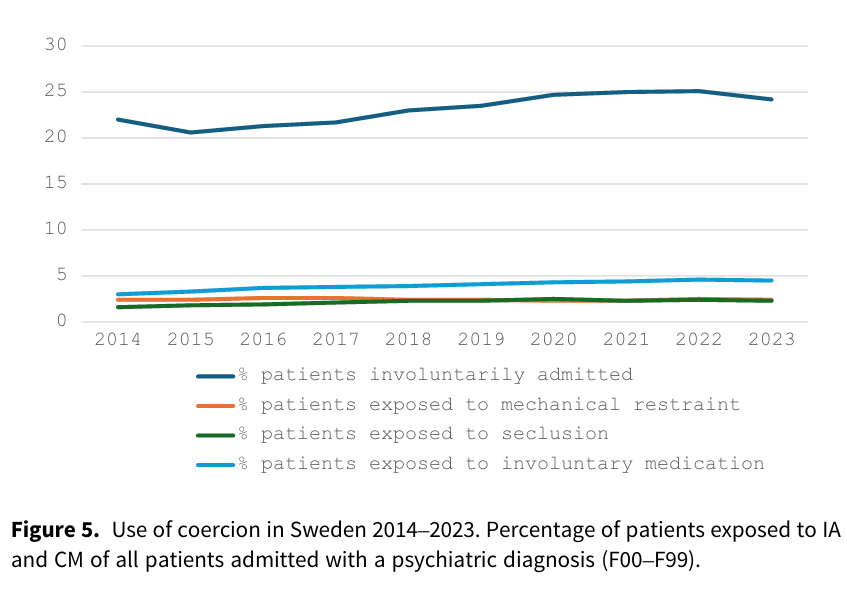 30
25
20
15
10
5
0
2014 2015 2016 2017 2018 2019 2020 2021 2022 2023
% patients involuntarily admitted
% patients exposed to mechanical restraint
% patients exposed to seclusion
% patients exposed to involuntary medication
Figure 5. Use of coercion in Sweden 2014–2023. Percentage of patients exposed to IA
and CM of all patients admitted with a psychiatric diagnosis (F00–F99).